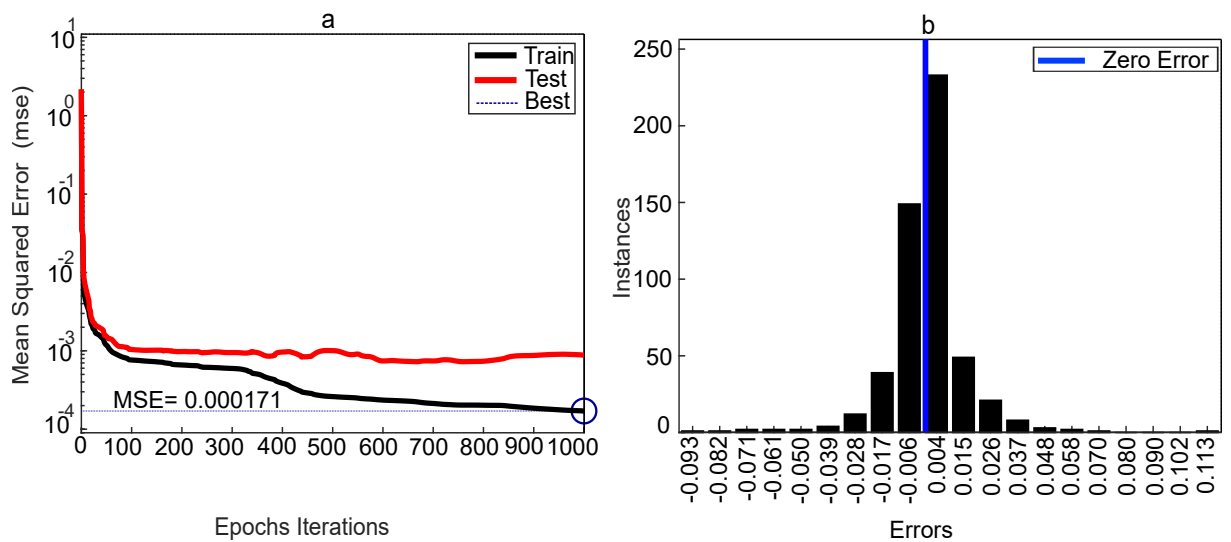 a
Mean Squared Error (mse)
10^1
10^0
10^-1
10^-2
10^-3
10^-4
Train
Test
Best
MSE= 0.000171
0 100 200 300 400 500 600 700 800 900 1000
Epochs Iterations
b
Instances
250
200
150
100
50
0
Zero Error
-0.093 -0.082 -0.071 -0.061 -0.050 -0.039 -0.028 -0.017 -0.006 0.004 0.015 0.026 0.037 0.048 0.058 0.070 0.080 0.090 0.102 0.113
Errors